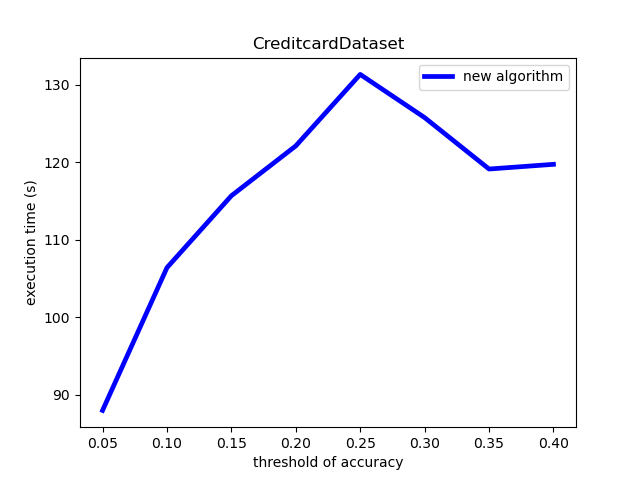 CreditcardDataset
new algorithm
execution time (s)
130
120
110
100
90
0.05 0.10 0.15 0.20 0.25 0.30 0.35 0.40
threshold of accuracy